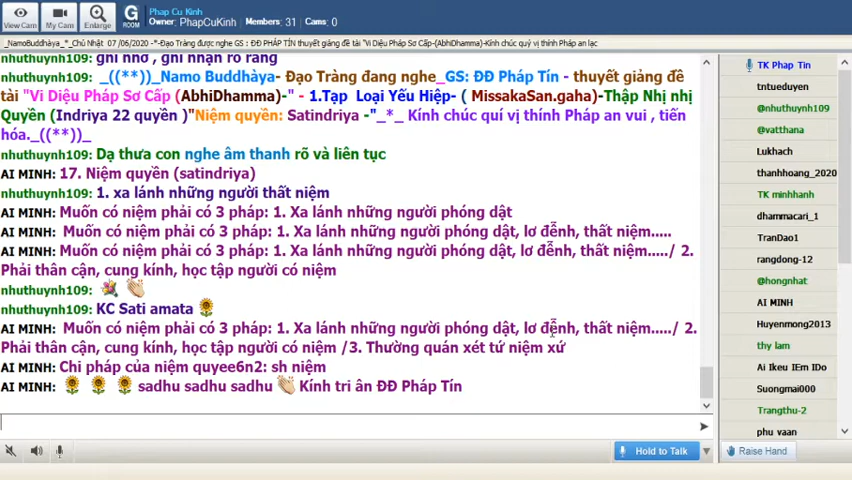 Phap Cu Kinh
Owner: PhapCuKinh Members: 31 Cams: 0
View Cam
My Cam
Enlarge
G
ROOM
_NamoBuddhàya_*_Chủ Nhật 07/06/2020 -*-Đạo Tràng được nghe GS : ĐĐ PHÁP TÍN thuyết giảng đề tài "Vi Diệu Pháp Sơ Cấp-(AbhiDhamma)-Kính chúc quý vị thính Pháp an lạc
nhuthuynh109: ghi nhớ , ghi nhận rõ ràng
nhuthuynh109: _((**))_Namo Buddhàya- Đạo Tràng đang nghe_GS: ĐĐ Pháp Tín - thuyết giảng đề
tài "Vi Diệu Pháp Sơ Cấp (AbhiDhamma)-" - 1.Tạp Loại Yếu Hiệp- ( MissakaSan.gaha)-Thập Nhị nhị
Quyền (Indriya 22 quyền )"Niệm quyền: Satindriya -"_*_ Kính chúc quí vị thính Pháp an vui , tiến
hóa._((**))_
nhuthuynh109: Dạ thưa con nghe âm thanh rõ và liên tục
AI MINH: 17. Niệm quyền (satindriya)
nhuthuynh109: 1. xa lánh những người thất niệm
AI MINH: Muốn có niệm phải có 3 pháp: 1. Xa lánh những người phóng dật
AI MINH: Muốn có niệm phải có 3 pháp: 1. Xa lánh những người phóng dật, lơ đễnh, thất niệm.....
AI MINH: Muốn có niệm phải có 3 pháp: 1. Xa lánh những người phóng dật, lơ đễnh, thất niệm...../ 2.
Phải thân cận, cung kính, học tập người có niệm
nhuthuynh109:
nhuthuynh109: KC Sati amata
AI MINH: Muốn có niệm phải có 3 pháp: 1. Xa lánh những người phóng dật, lơ đễnh, thất niệm...../ 2.
Phải thân cận, cung kính, học tập người có niệm /3. Thường quán xét tứ niệm xứ
AI MINH: Chi pháp của niệm quyee6n2: sh niệm
AI MINH: sadhu sadhu sadhu Kính tri ân ĐĐ Pháp Tín
Hold to Talk
TK Phap Tin
tntueduyen
@nhuthuynh109
@vatthana
Lukhach
thanhhoang_2020
TK minhhanh
dhammacari_1
TranDao1
rangdong-12
@hongnhat
AI MINH
Huyenmong2013
thy lam
Ai Ikeu IEm IDo
Suongmai000
Trangthu-2
phu vaan
Raise Hand